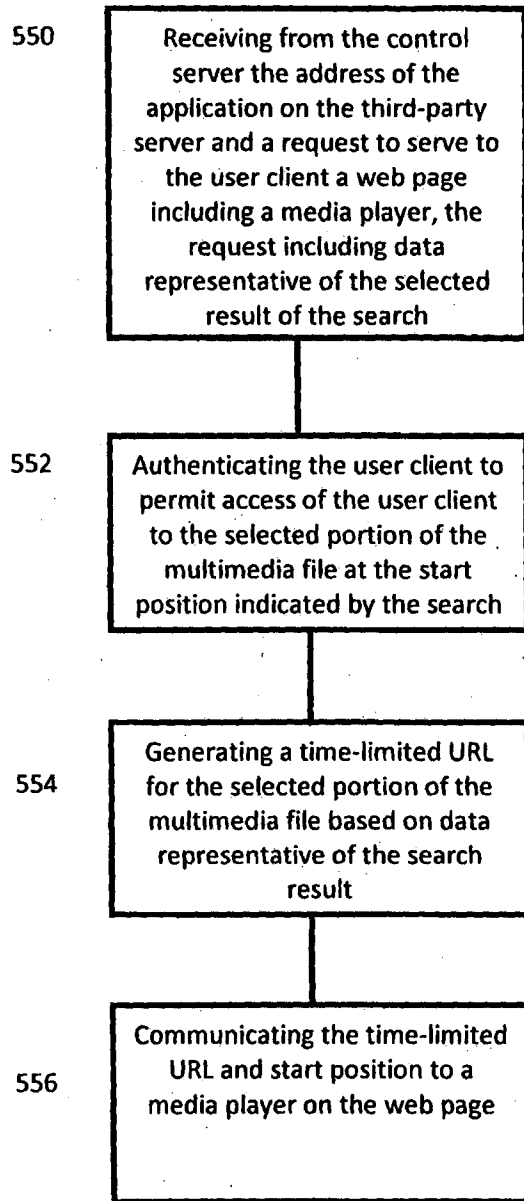 550
Receiving from the control
server the address of the
application on the third-party
server and a request to serve to
the user client a web page
including a media player, the
request including data
representative of the selected
result of the search
552
Authenticating the user client to
permit access of the user client
to the selected portion of the
multimedia file at the start
position indicated by the search
554
Generating a time-limited URL
for the selected portion of the
multimedia file based on data
representative of the search
result
556
Communicating the time-limited
URL and start position to a
media player on the web page